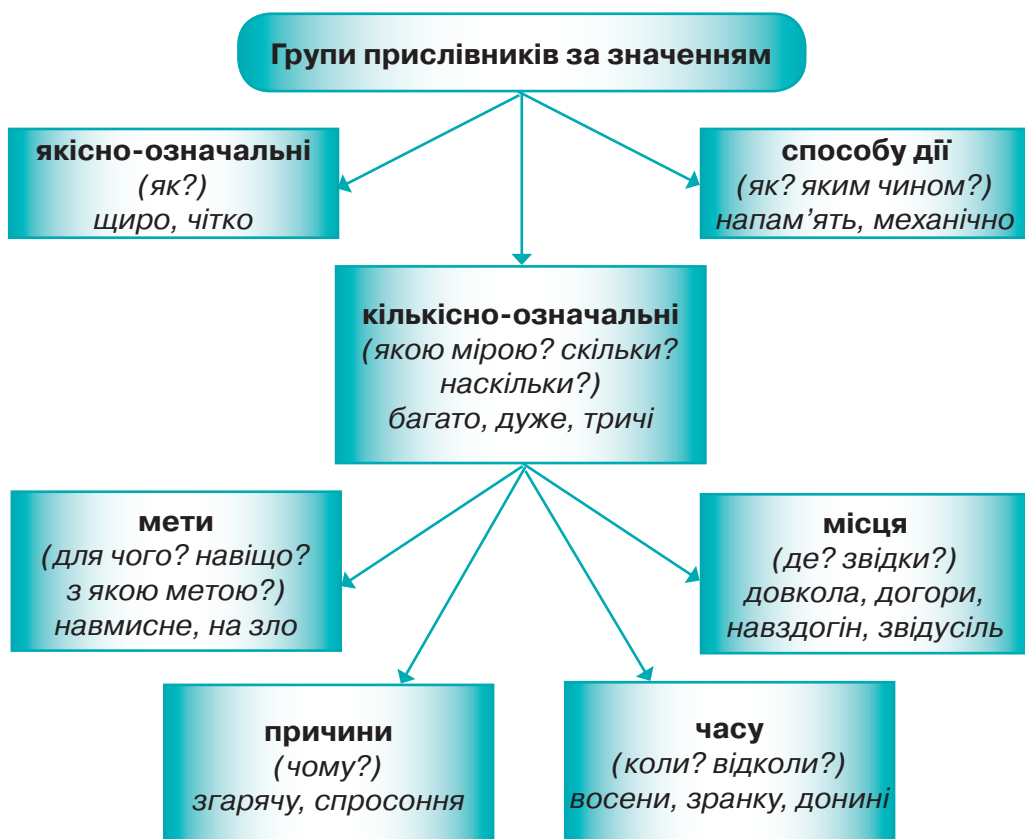 Групи прислівників за значенням
якісно-означальні
(як?)
щиро, чітко
способу дії
(як? яким чином?)
напам’ять, механічно
кількісно-означальні
(якою мірою? скільки?
наскільки?)
багато, дуже, тричі
мети
(для чого? навіщо?
з якою метою?)
навмисне, на зло
місця
(де? звідки?)
довкола, догори,
навздогін, звідусіль
причини
(чому?)
згарячу, спросоння
часу
(коли? відколи?)
восени, зранку, донині